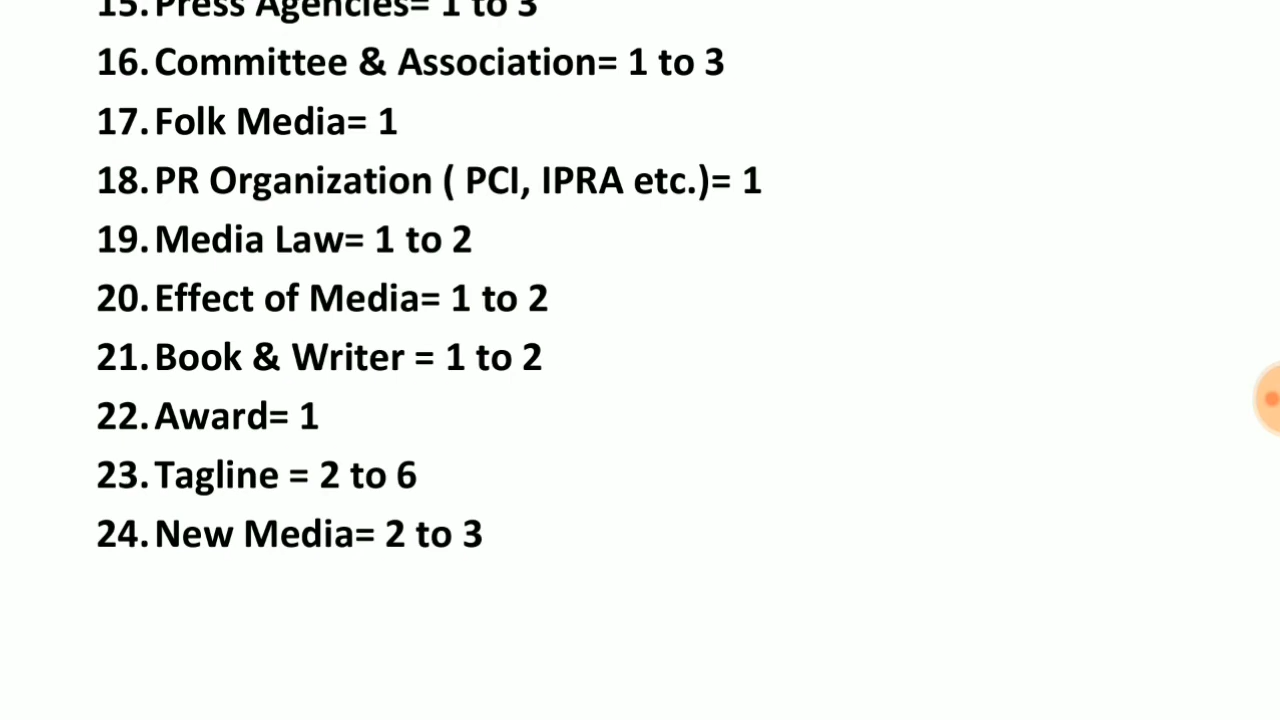 15. Press Agencies= 1 to 3
16. Committee & Association= 1 to 3
17. Folk Media= 1
18. PR Organization ( PCI, IPRA etc.)= 1
19. Media Law= 1 to 2
20. Effect of Media= 1 to 2
21. Book & Writer = 1 to 2
22. Award= 1
23. Tagline = 2 to 6
24. New Media= 2 to 3